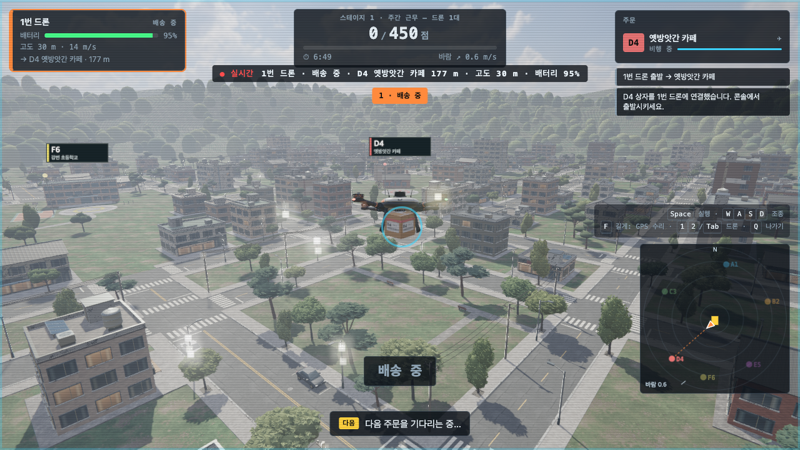 1번 드론 배송 중
배터리 95%
고도 30 m · 14 m/s
→ D4 옛방앗간 카페 · 177 m
스테이지 1 · 주간 근무 — 드론 1대
0 / 450 점
6:49
바람 ↗ 0.6 m/s
주문
D4 옛방앗간 카페
비행 중
● 실시간 1번 드론 · 배송 중 · D4 옛방앗간 카페 177 m · 고도 30 m · 배터리 95%
1번 드론 출발 → 옛방앗간 카페
D4 상자를 1번 드론에 연결했습니다. 콘솔에서
출발시키세요.
1 · 배송 중
F6
D4
옛방앗간 카페
Space 실행 · W A S D 조종
F 길게: GPS 수리 · 1 2 / Tab 드론 · Q 나가기
N
A1
C3
B2
D4
E5
F6
바람 0.6
배송 중
다음 다음 주문을 기다리는 중…